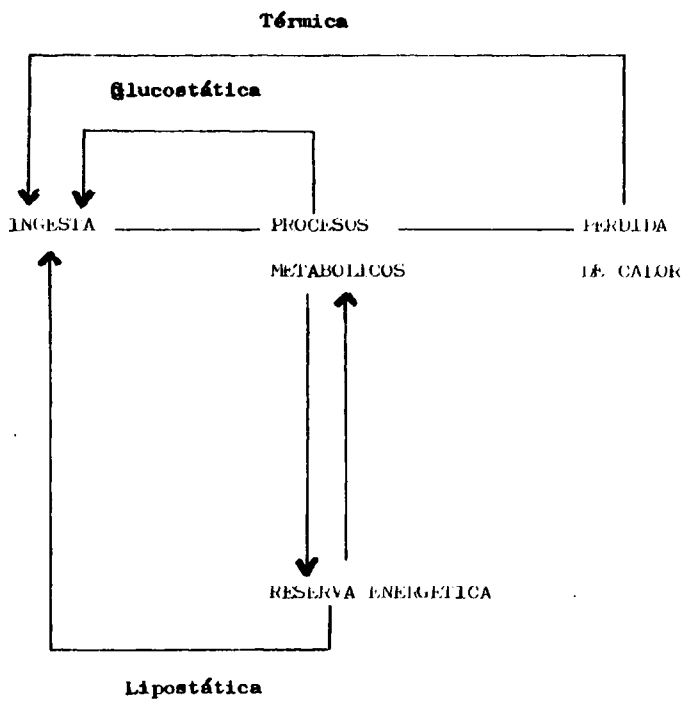 Térmica
Glucostática
INGESTA PROCESOS PERDIDA
METABOLICOS DE CALOR
RESERVA ENERGETICA
Lipostática